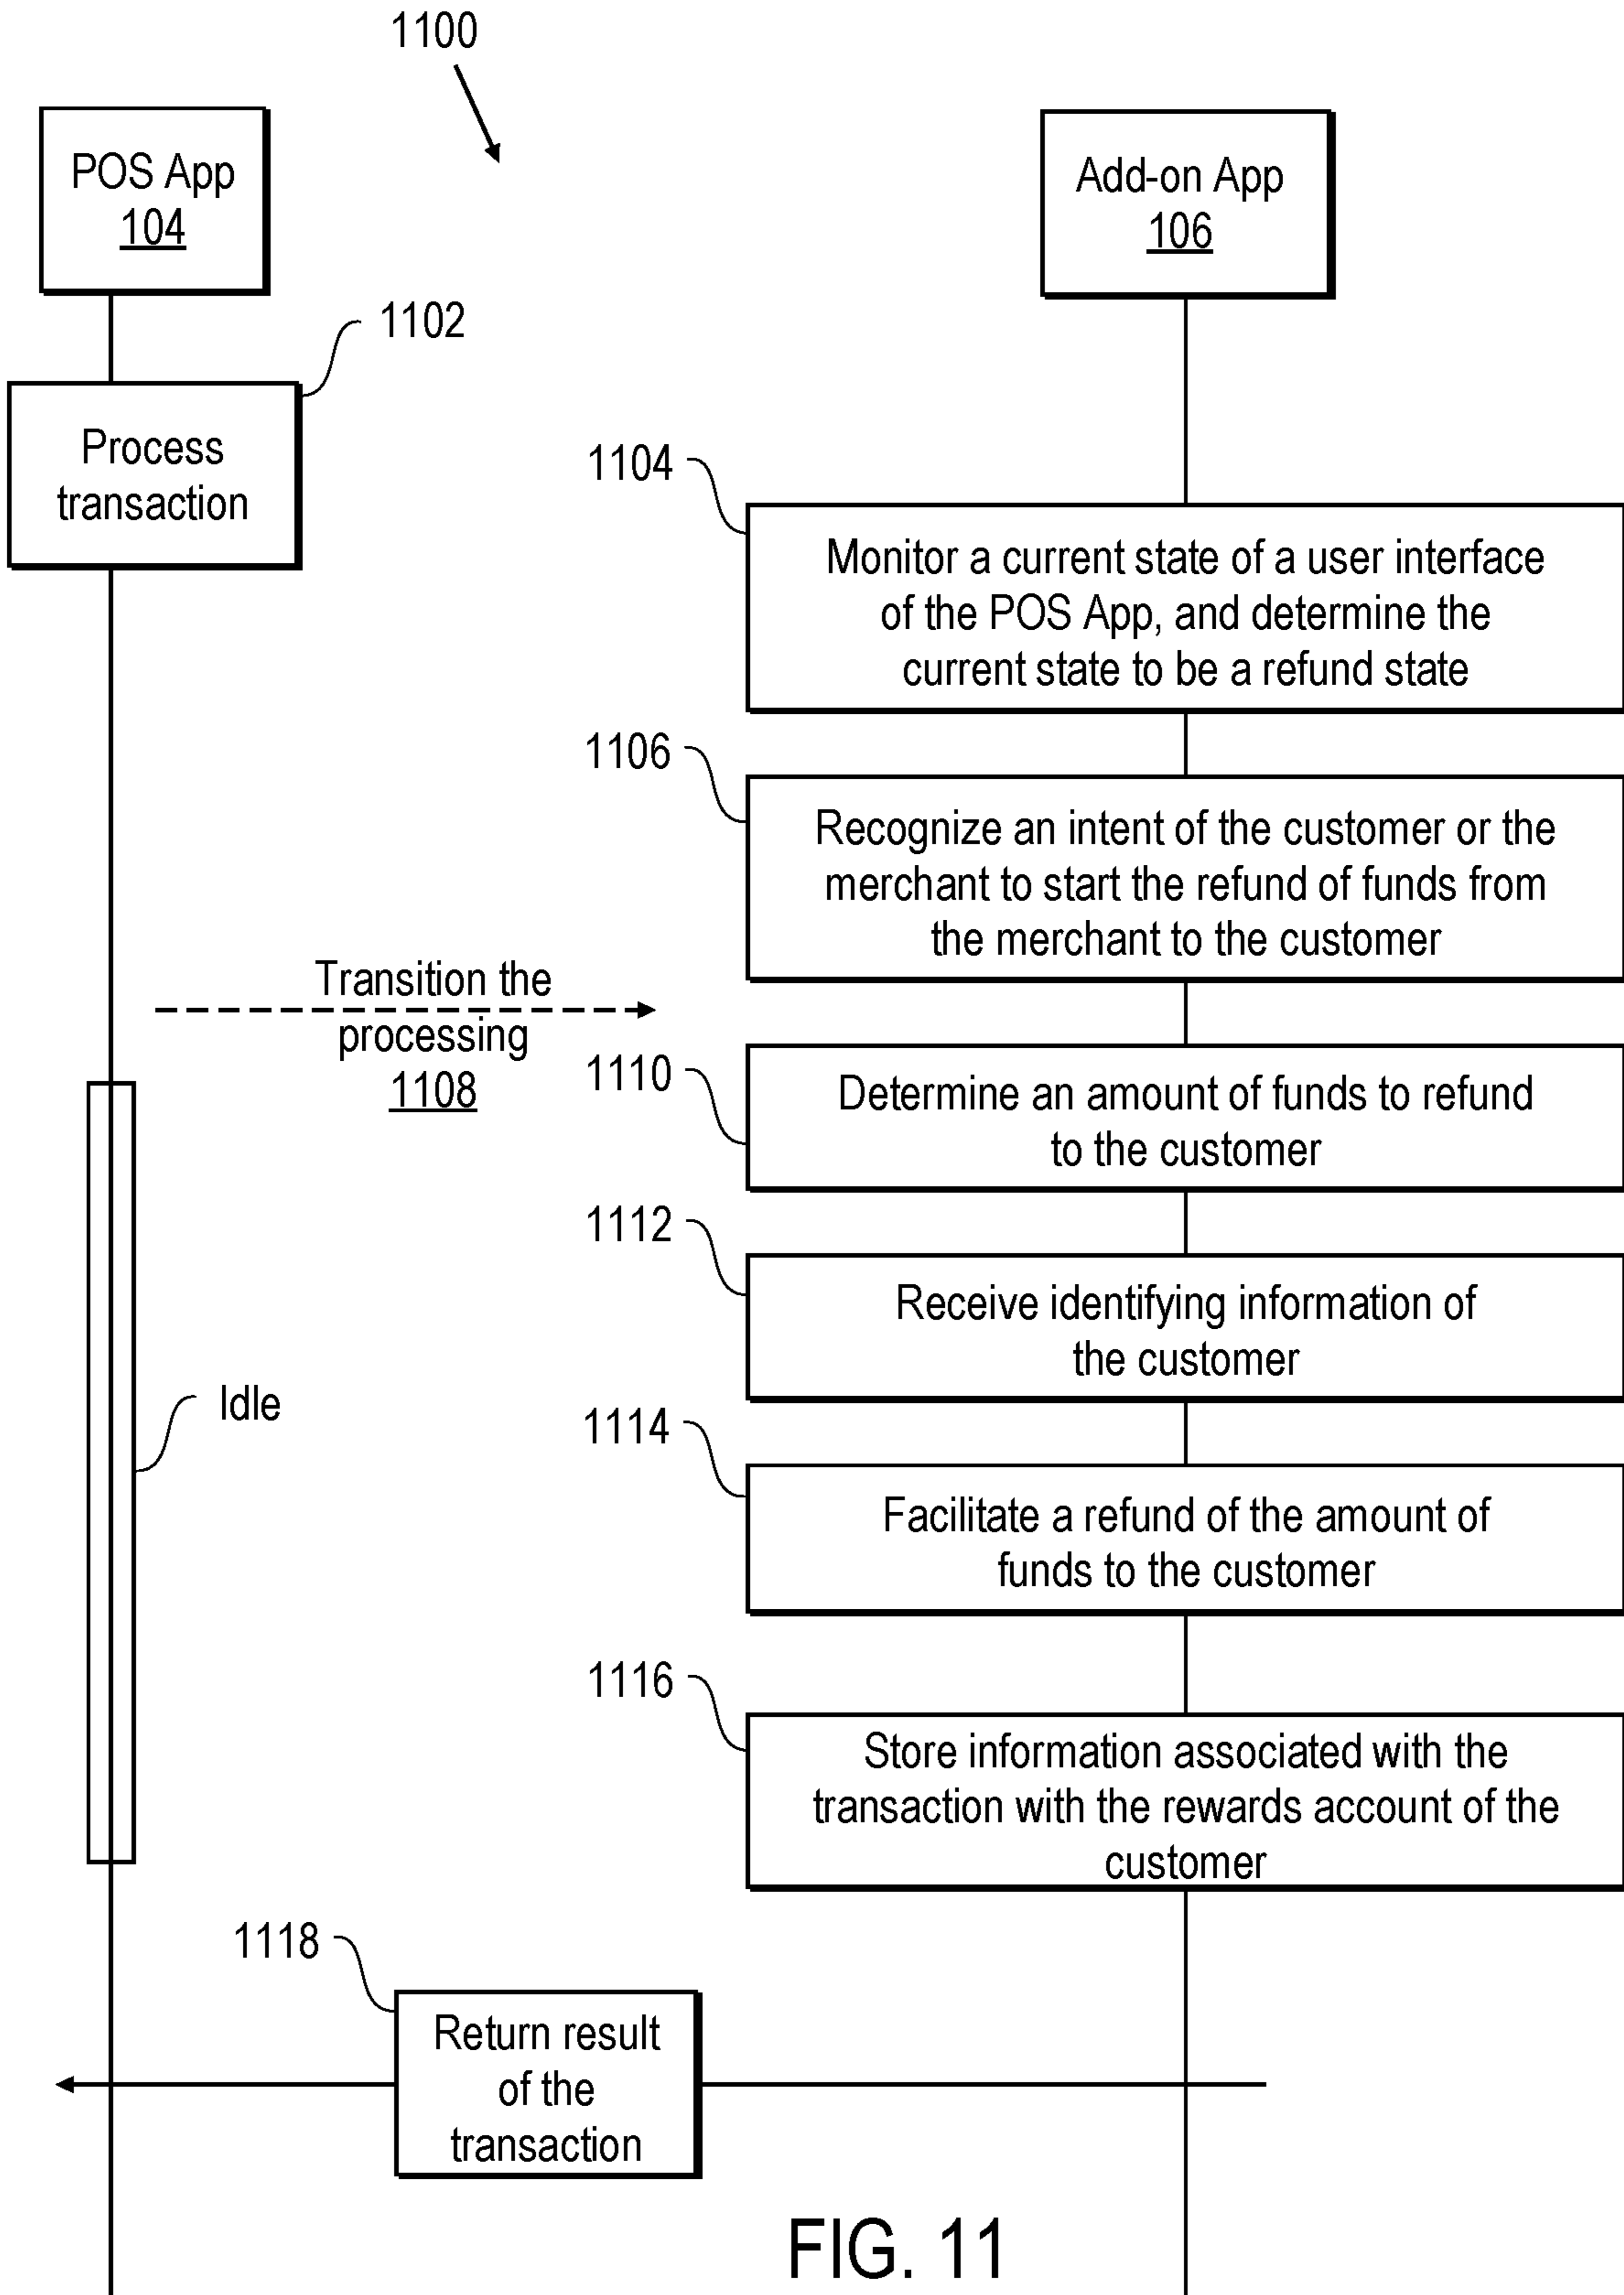 1100
POS App
104
Add-on App
106
1102
Process
transaction
1104
Monitor a current state of a user interface
of the POS App, and determine the
current state to be a refund state
1106
Recognize an intent of the customer or the
merchant to start the refund of funds from
the merchant to the customer
Transition the
processing
1108
1110
Determine an amount of funds to refund
to the customer
1112
Receive identifying information of
the customer
Idle
1114
Facilitate a refund of the amount of
funds to the customer
1116
Store information associated with the
transaction with the rewards account of the
customer
1118
Return result
of the
transaction
FIG. 11